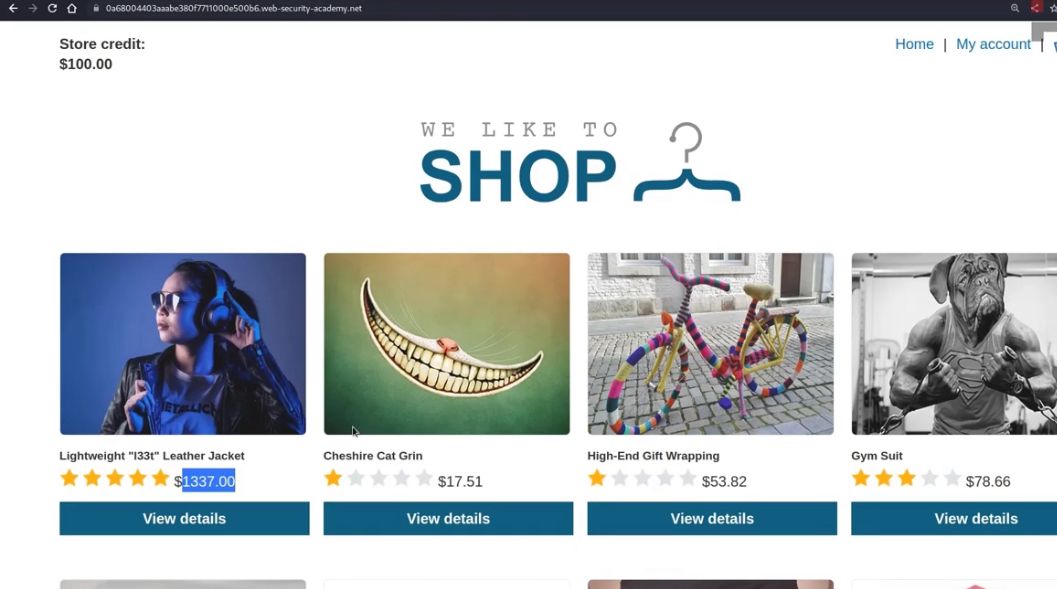 0a68004403aaabe380f7711000e500b6.web-security-academy.net
Store credit:
$100.00
Home | My account |
WE LIKE TO
SHOP
METALLICA
Lightweight "l33t" Leather Jacket
$1337.00
View details
Cheshire Cat Grin
$17.51
View details
High-End Gift Wrapping
$53.82
View details
Gym Suit
$78.66
View details